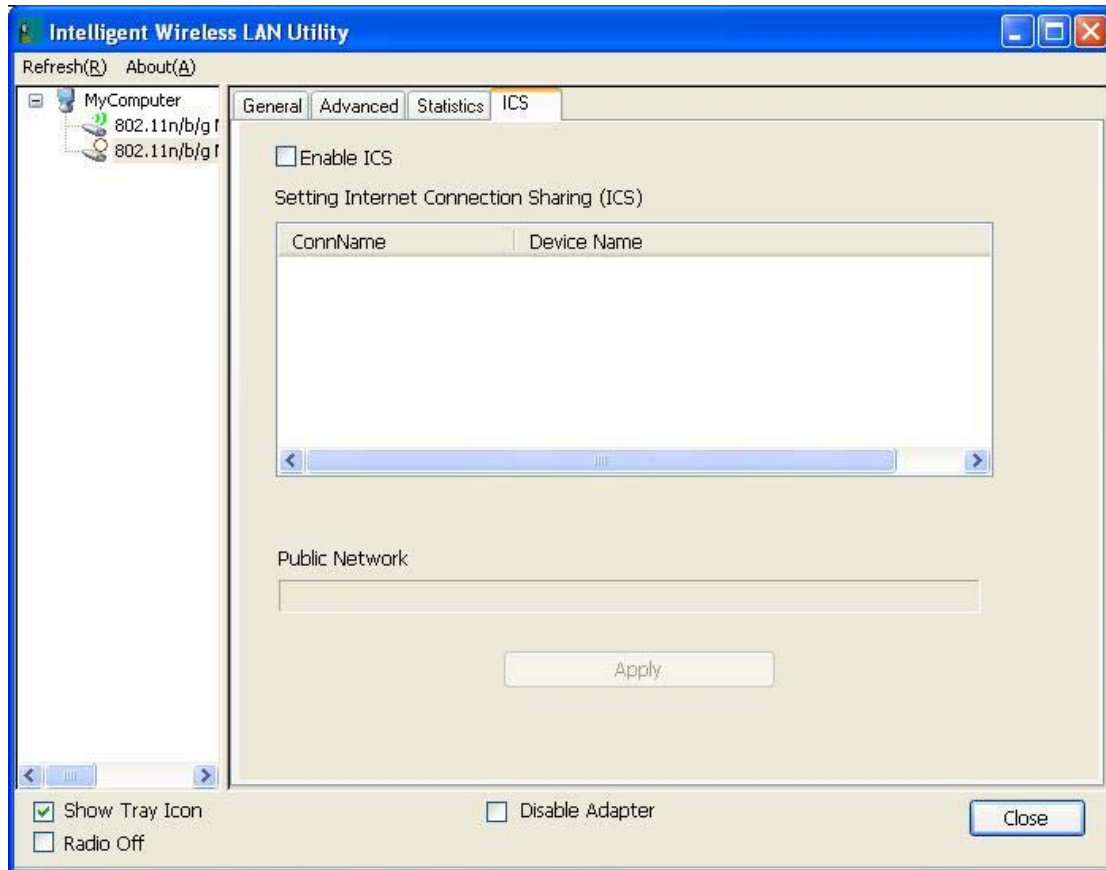 Intelligent Wireless LAN Utility
Refresh(R) About(A)
MyComputer
802.11n/b/g
802.11n/b/g
General Advanced Statistics ICS
Enable ICS
Setting Internet Connection Sharing (ICS)
ConnName Device Name
Public Network
Apply
Show Tray Icon
Radio Off
Disable Adapter
Close